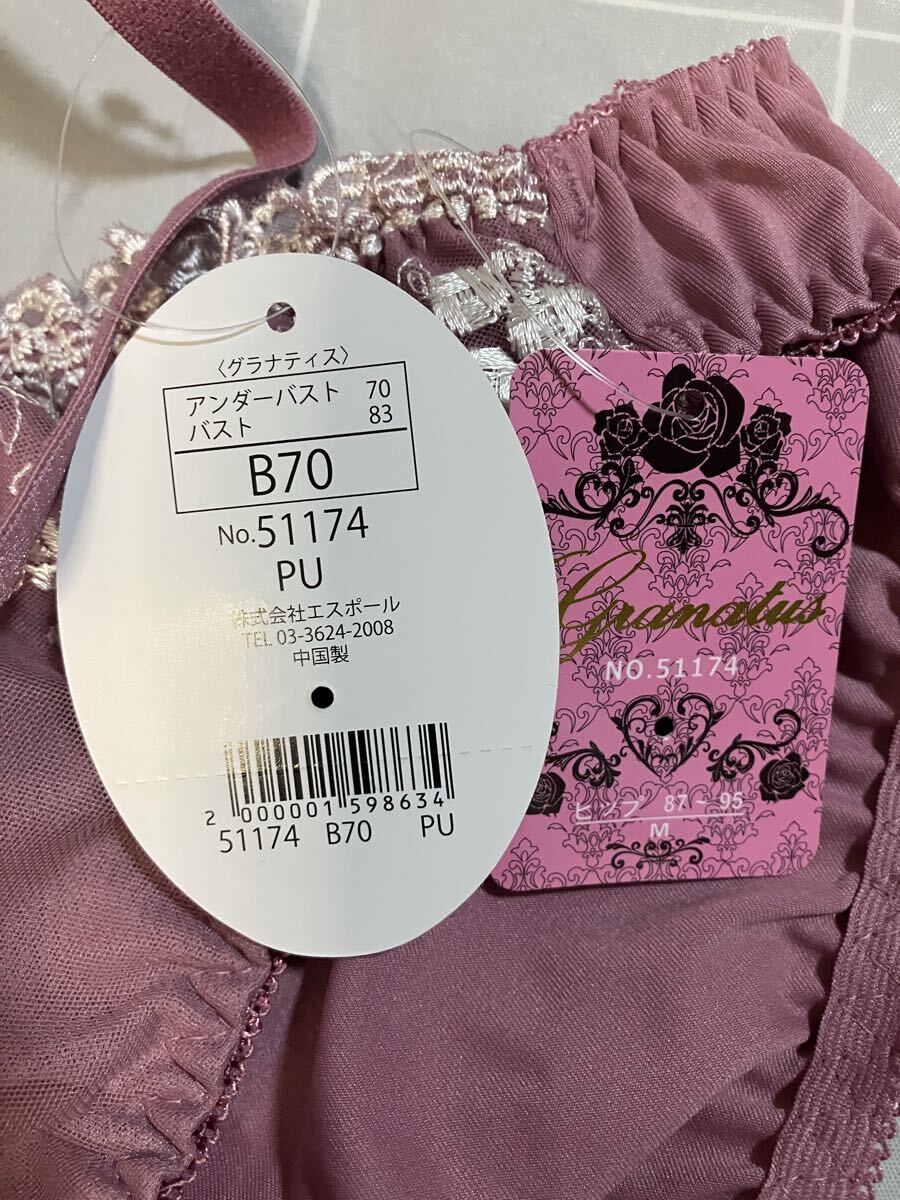 〈グラナティス〉
アンダーバスト 70
バスト 83
B70
No.51174
PU
株式会社エスポール
TEL 03-3624-2008
中国製
2 000001 598634
51174 B70 PU
Granatus
NO.51174
ヒップ 87~95
M